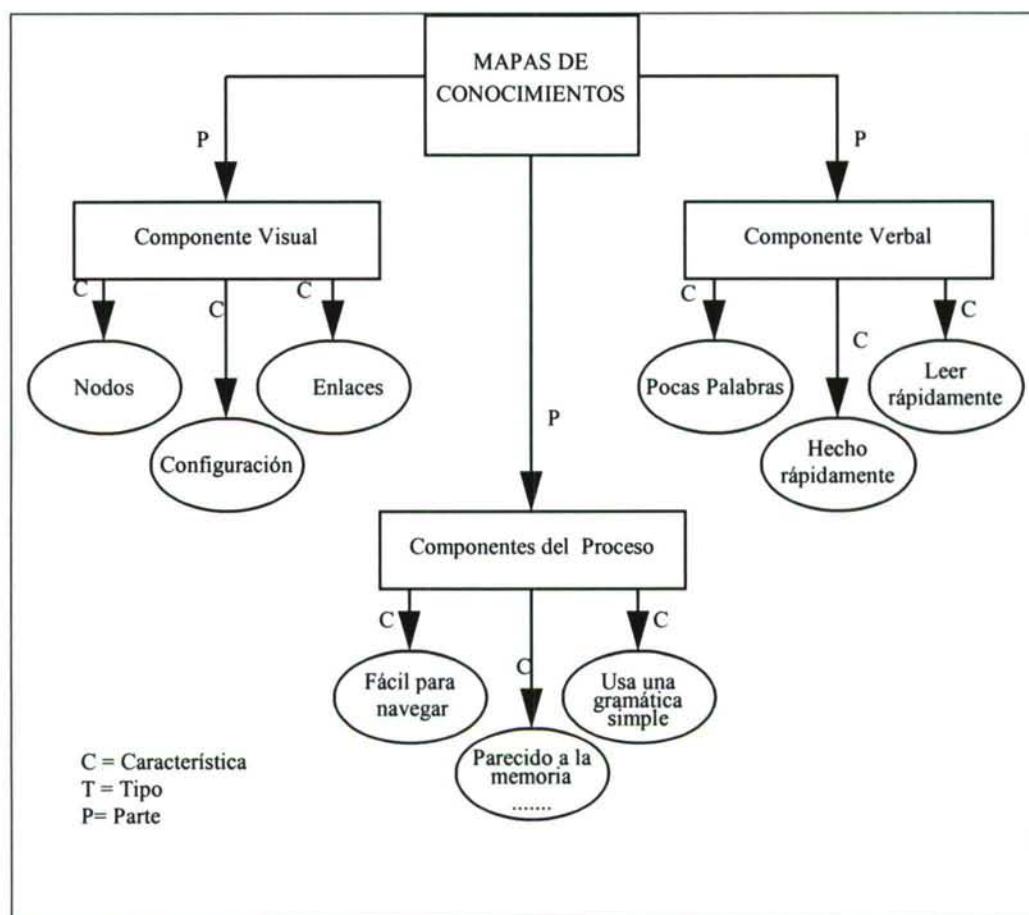 MAPAS DE
CONOCIMIENTOS
P
P
Componente Visual
Componente Verbal
C
C
C
C
C
C
Nodos
Enlaces
Configuración
Pocas Palabras
Leer
rápidamente
Hecho
rápidamente
P
Componentes del Proceso
C
C
C
Fácil para
navegar
Usa una
gramática
simple
Parecido a la
memoria
.......
C = Característica
T = Tipo
P= Parte